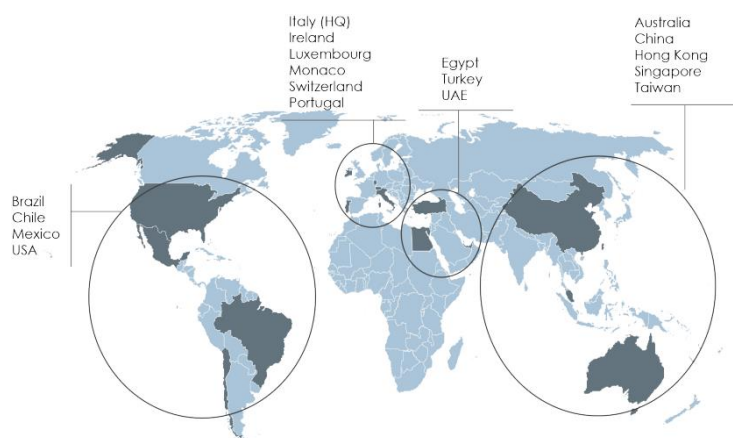 Italy (HQ)
Ireland
Luxembourg
Monaco
Switzerland
Portugal
Egypt
Turkey
UAE
Australia
China
Hong Kong
Singapore
Taiwan
Brazil
Chile
Mexico
USA